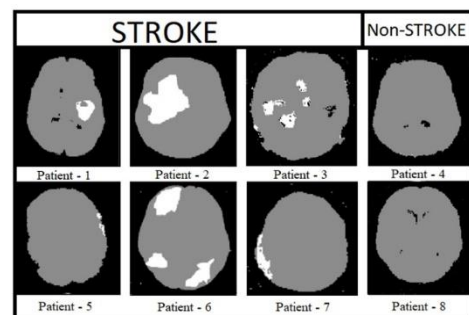 STROKE Non-STROKE
Patient - 1 Patient - 2 Patient - 3 Patient - 4
Patient - 5 Patient - 6 Patient - 7 Patient - 8